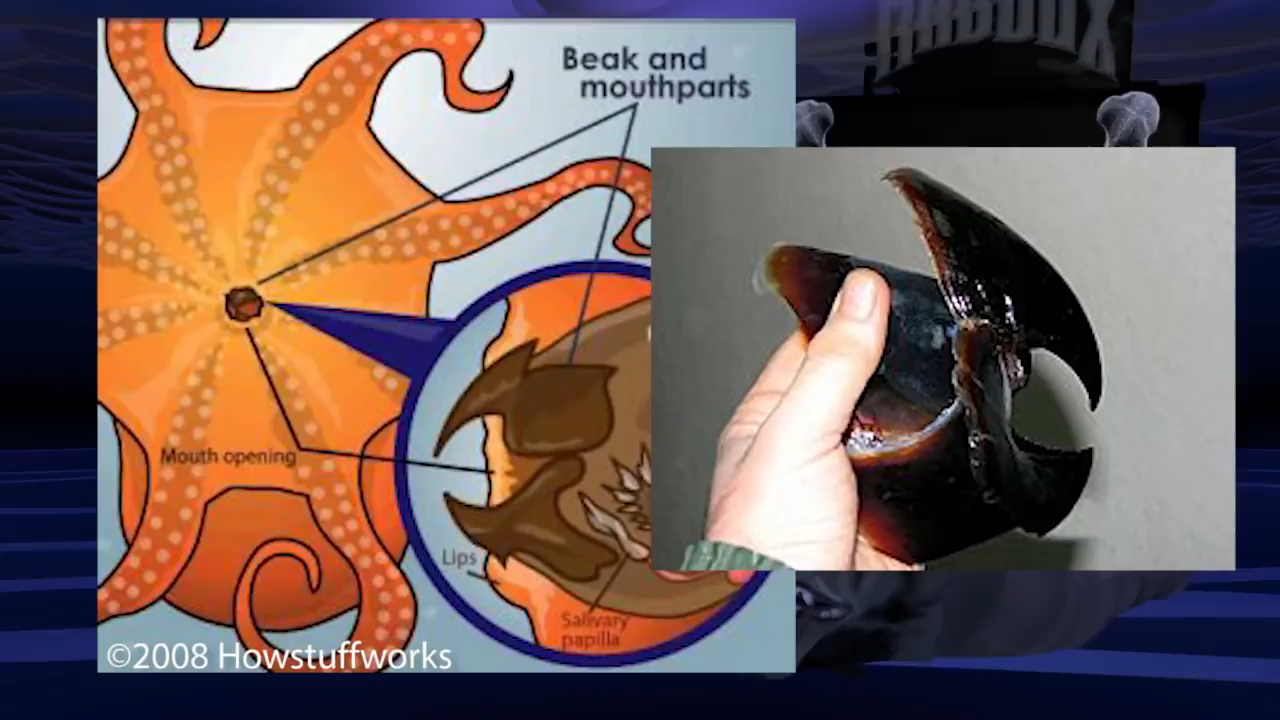 Beak and
mouthparts
Mouth opening
Lips
Salivary
papilla
©2008 Howstuffworks